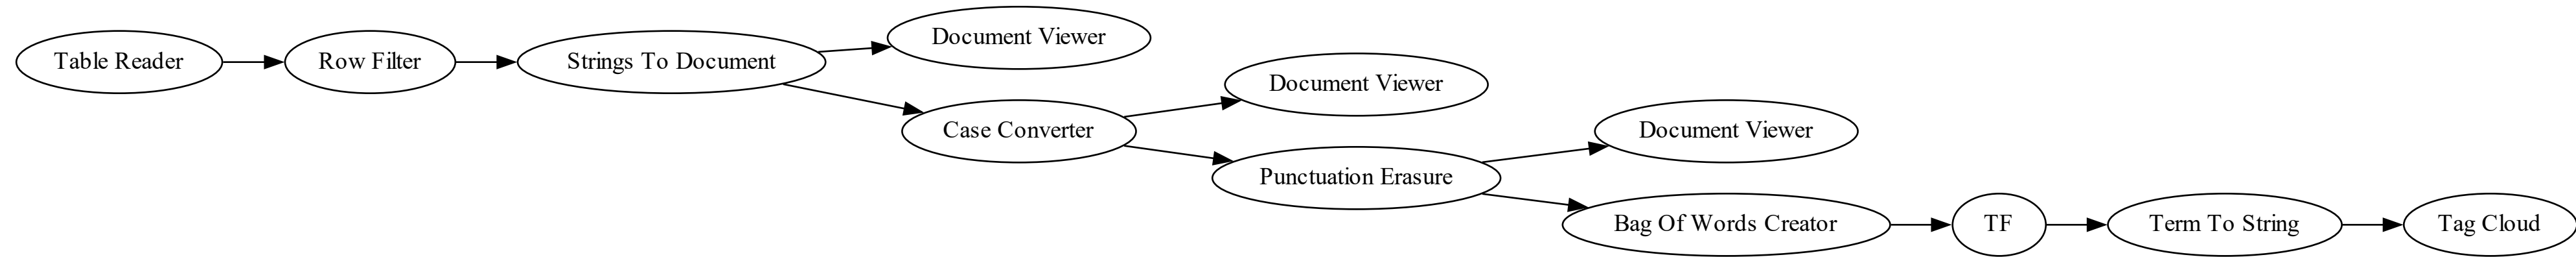 Table Reader
Row Filter
Strings To Document
Document Viewer
Case Converter
Document Viewer
Punctuation Erasure
Document Viewer
Bag Of Words Creator
TF
Term To String
Tag Cloud